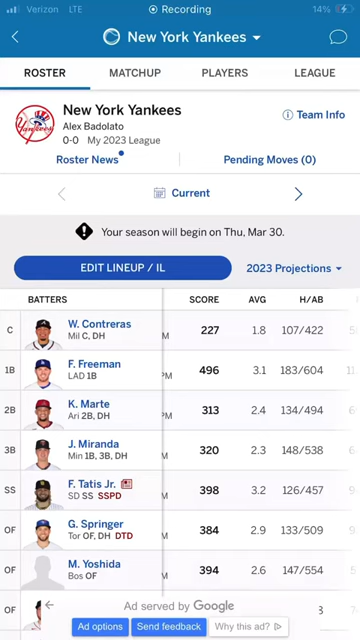 Verizon LTE Recording 14%
New York Yankees
ROSTER MATCHUP PLAYERS LEAGUE
New York Yankees
Alex Badolato
0-0 My 2023 League
Team Info
Roster News Pending Moves (0)
Current
Your season will begin on Thu, Mar 30.
EDIT LINEUP / IL 2023 Projections
BATTERS SCORE AVG H/AB
C W. Contreras 227 1.8 107/422
Mil C, DH M
1B F. Freeman 496 3.1 183/604
LAD 1B PM
2B K. Marte 313 2.4 134/494
Ari 2B, DH PM
3B J. Miranda 320 2.3 148/538
Min 1B, 3B, DH M
SS F. Tatis Jr. 398 3.2 126/457
SD SS SSPD M
OF G. Springer 384 2.9 133/509
Tor OF, DH DTD M
OF M. Yoshida 394 2.6 147/554
Bos OF M
OF
Ad served by Google
Ad options Send feedback Why this ad?